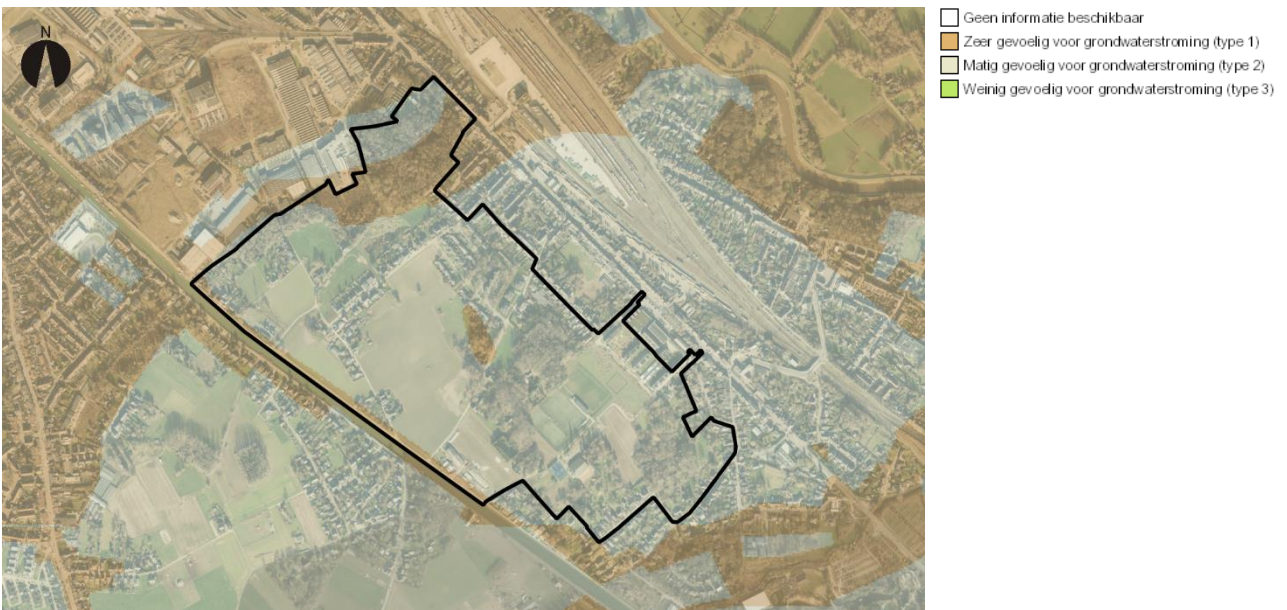 N
Geen informatie beschikbaar
Zeer gevoelig voor grondwaterstroming (type 1)
Matig gevoelig voor grondwaterstroming (type 2)
Weinig gevoelig voor grondwaterstroming (type 3)